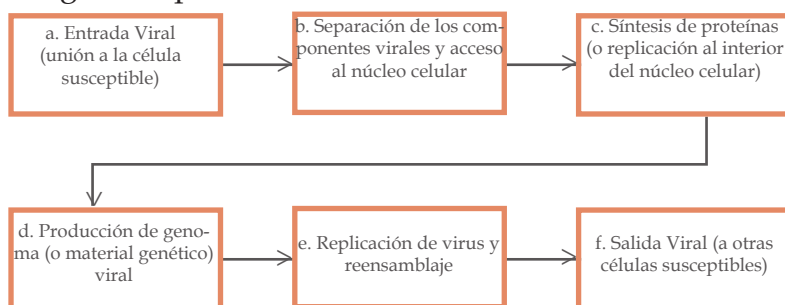 a. Entrada Viral
(unión a la célula
susceptible)
b. Separación de los com-
ponentes virales y acceso
al núcleo celular
c. Síntesis de proteínas
(o replicación al interior
del núcleo celular)
d. Producción de geno-
ma (o material genético)
viral
e. Replicación de virus y
reensamblaje
f. Salida Viral (a otras
células susceptibles)